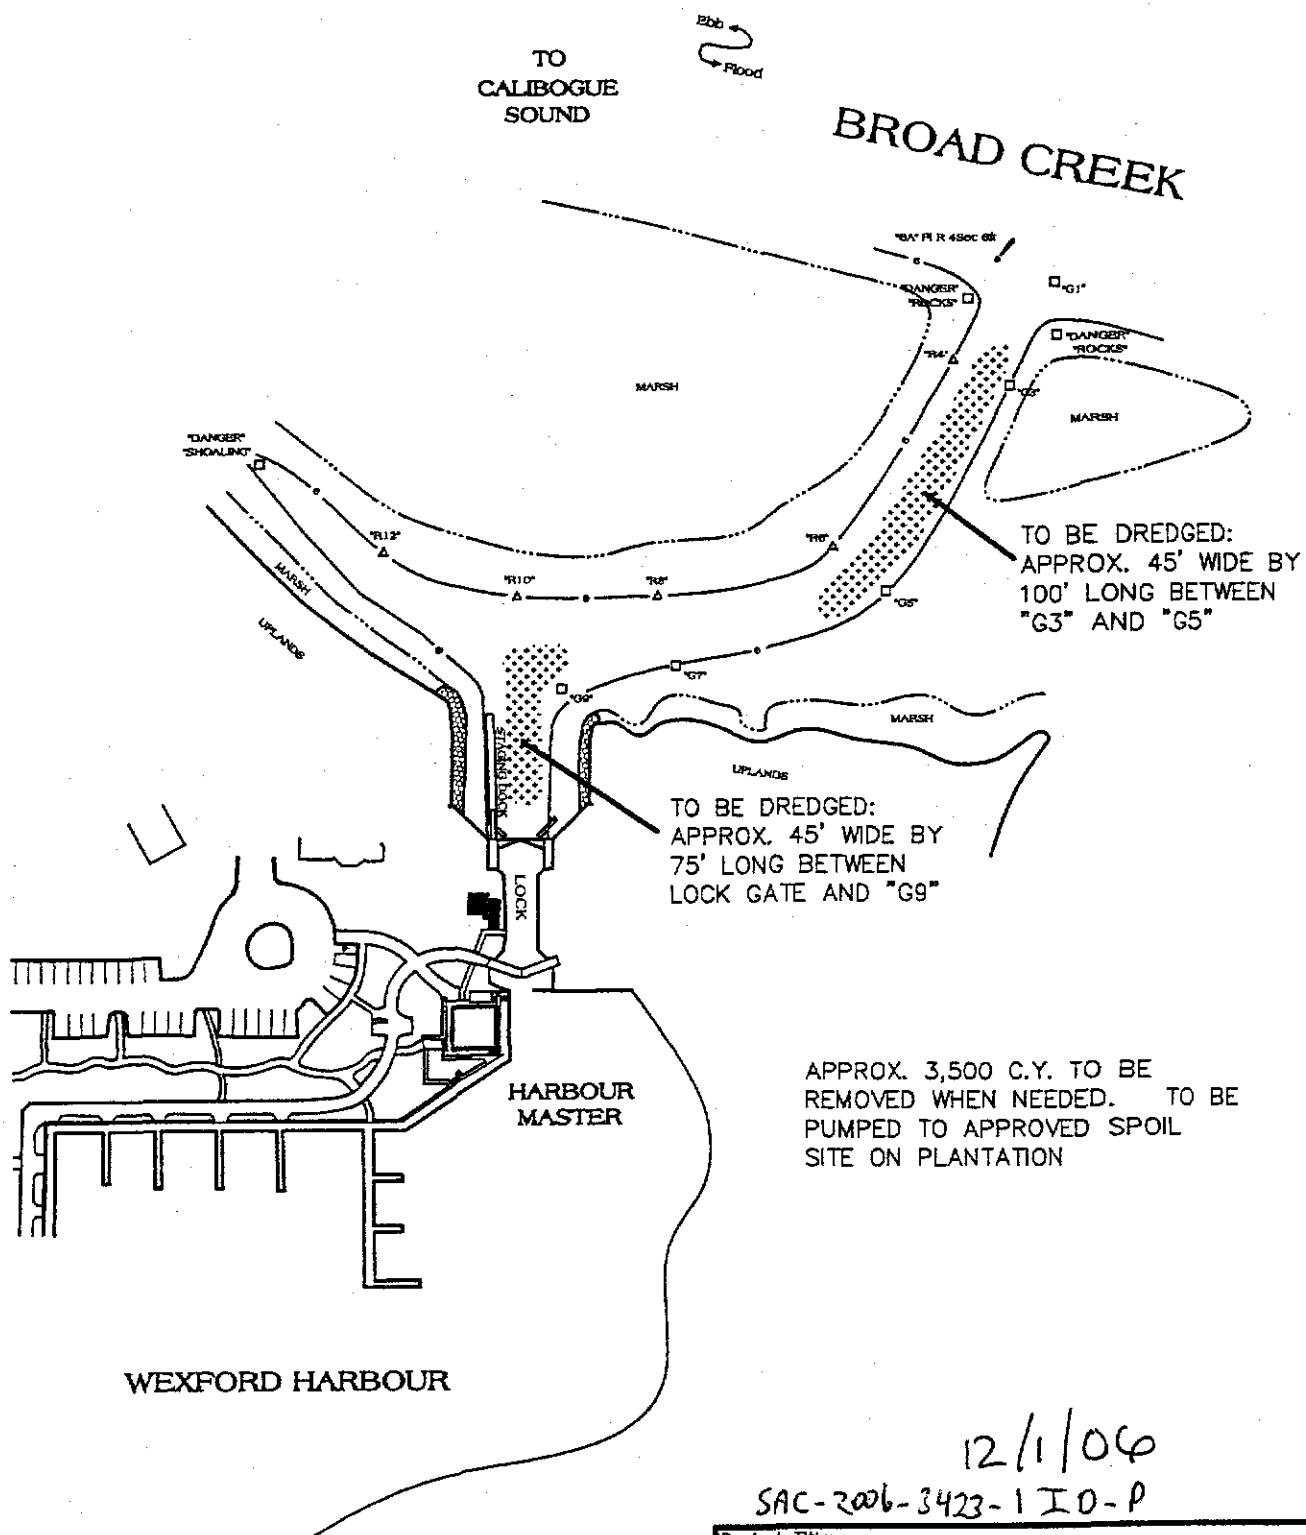 Ebb
Flood
TO
CALIBOGUE
SOUND
BROAD CREEK
"DANGER"
"ROCKS"
"G1"
"DANGER"
"ROCKS"
"R4"
"G3"
MARSH
MARSH
"DANGER"
"SHOALING"
"R12"
"R10"
"R8"
"R6"
"G5"
TO BE DREDGED:
APPROX. 45' WIDE BY
100' LONG BETWEEN
"G3" AND "G5"
MARSH
UPLANDS
"G7"
"G9"
MARSH
STAGING DOCK
UPLANDS
TO BE DREDGED:
APPROX. 45' WIDE BY
75' LONG BETWEEN
LOCK GATE AND "G9"
LOCK
HARBOUR
MASTER
APPROX. 3,500 C.Y. TO BE
REMOVED WHEN NEEDED. TO BE
PUMPED TO APPROVED SPOIL
SITE ON PLANTATION
WEXFORD HARBOUR
12/1/06
SAC-2006-3423-1 IO-P